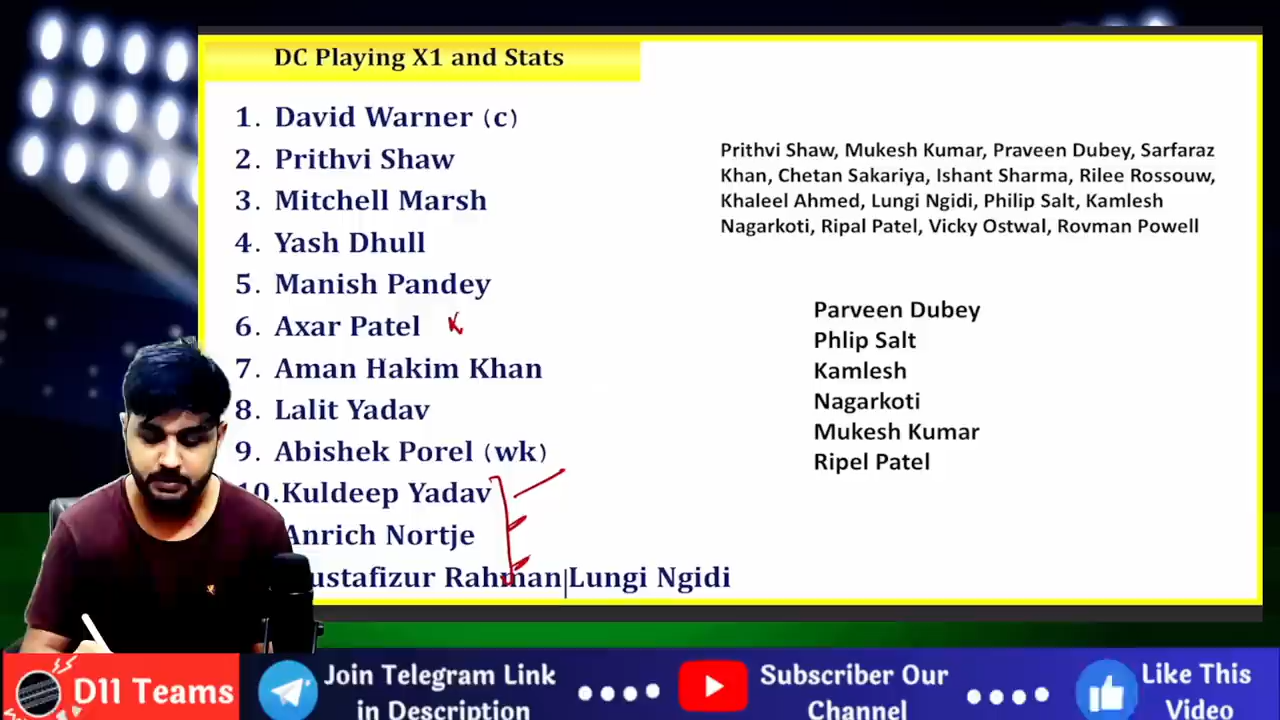 DC Playing X1 and Stats
1. David Warner (c)
2. Prithvi Shaw
3. Mitchell Marsh
4. Yash Dhull
5. Manish Pandey
6. Axar Patel
7. Aman Hakim Khan
8. Lalit Yadav
9. Abishek Porel (wk)
10.Kuldeep Yadav
Anrich Nortje
ustafizur Rahman|Lungi Ngidi
Prithvi Shaw, Mukesh Kumar, Praveen Dubey, Sarfaraz
Khan, Chetan Sakariya, Ishant Sharma, Rilee Rossouw,
Khaleel Ahmed, Lungi Ngidi, Philip Salt, Kamlesh
Nagarkoti, Ripal Patel, Vicky Ostwal, Rovman Powell
Parveen Dubey
Phlip Salt
Kamlesh
Nagarkoti
Mukesh Kumar
Ripel Patel
D11 Teams
Join Telegram Link
in Description
Subscriber Our
Channel
Like This
Video